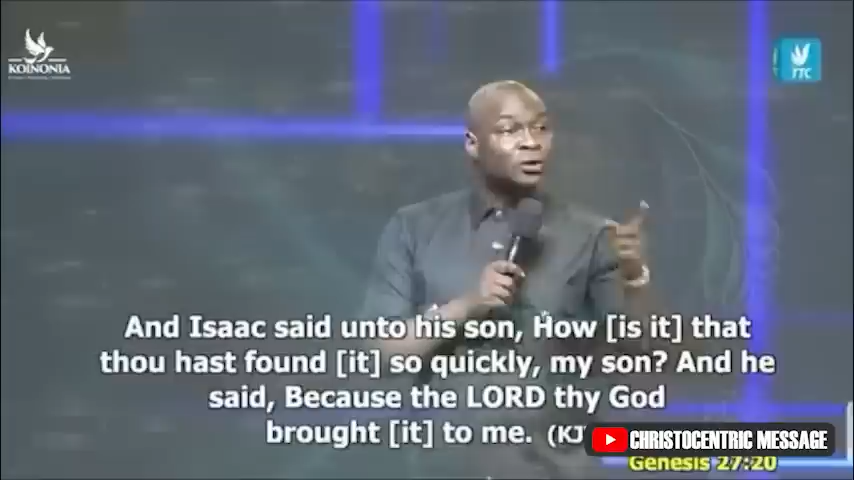 KOINONIA
TTC
And Isaac said unto his son, How [is it] that
thou hast found [it] so quickly, my son? And he
said, Because the LORD thy God
brought [it] to me. (KJ
CHRISTOCENTRIC MESSAGE
Genesis 27:20